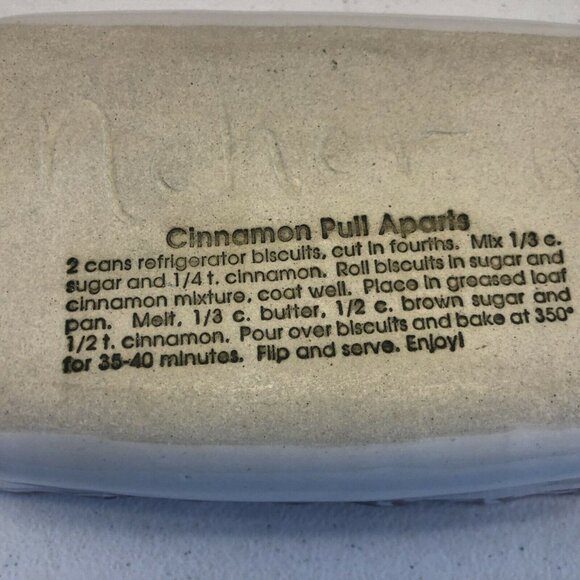 Cinnamon Pull Aparts
2 cans refrigerator biscuits, cut in fourths. Mix 1/3 c.
sugar and 1/4 t. cinnamon. Roll biscuits in sugar and
cinnamon mixture, coat well. Place in greased loaf
pan. Melt, 1/3 c. butter, 1/2 c. brown sugar and
1/2 t. cinnamon. Pour over biscuits and bake at 350°
for 35-40 minutes. Flip and serve. Enjoy!